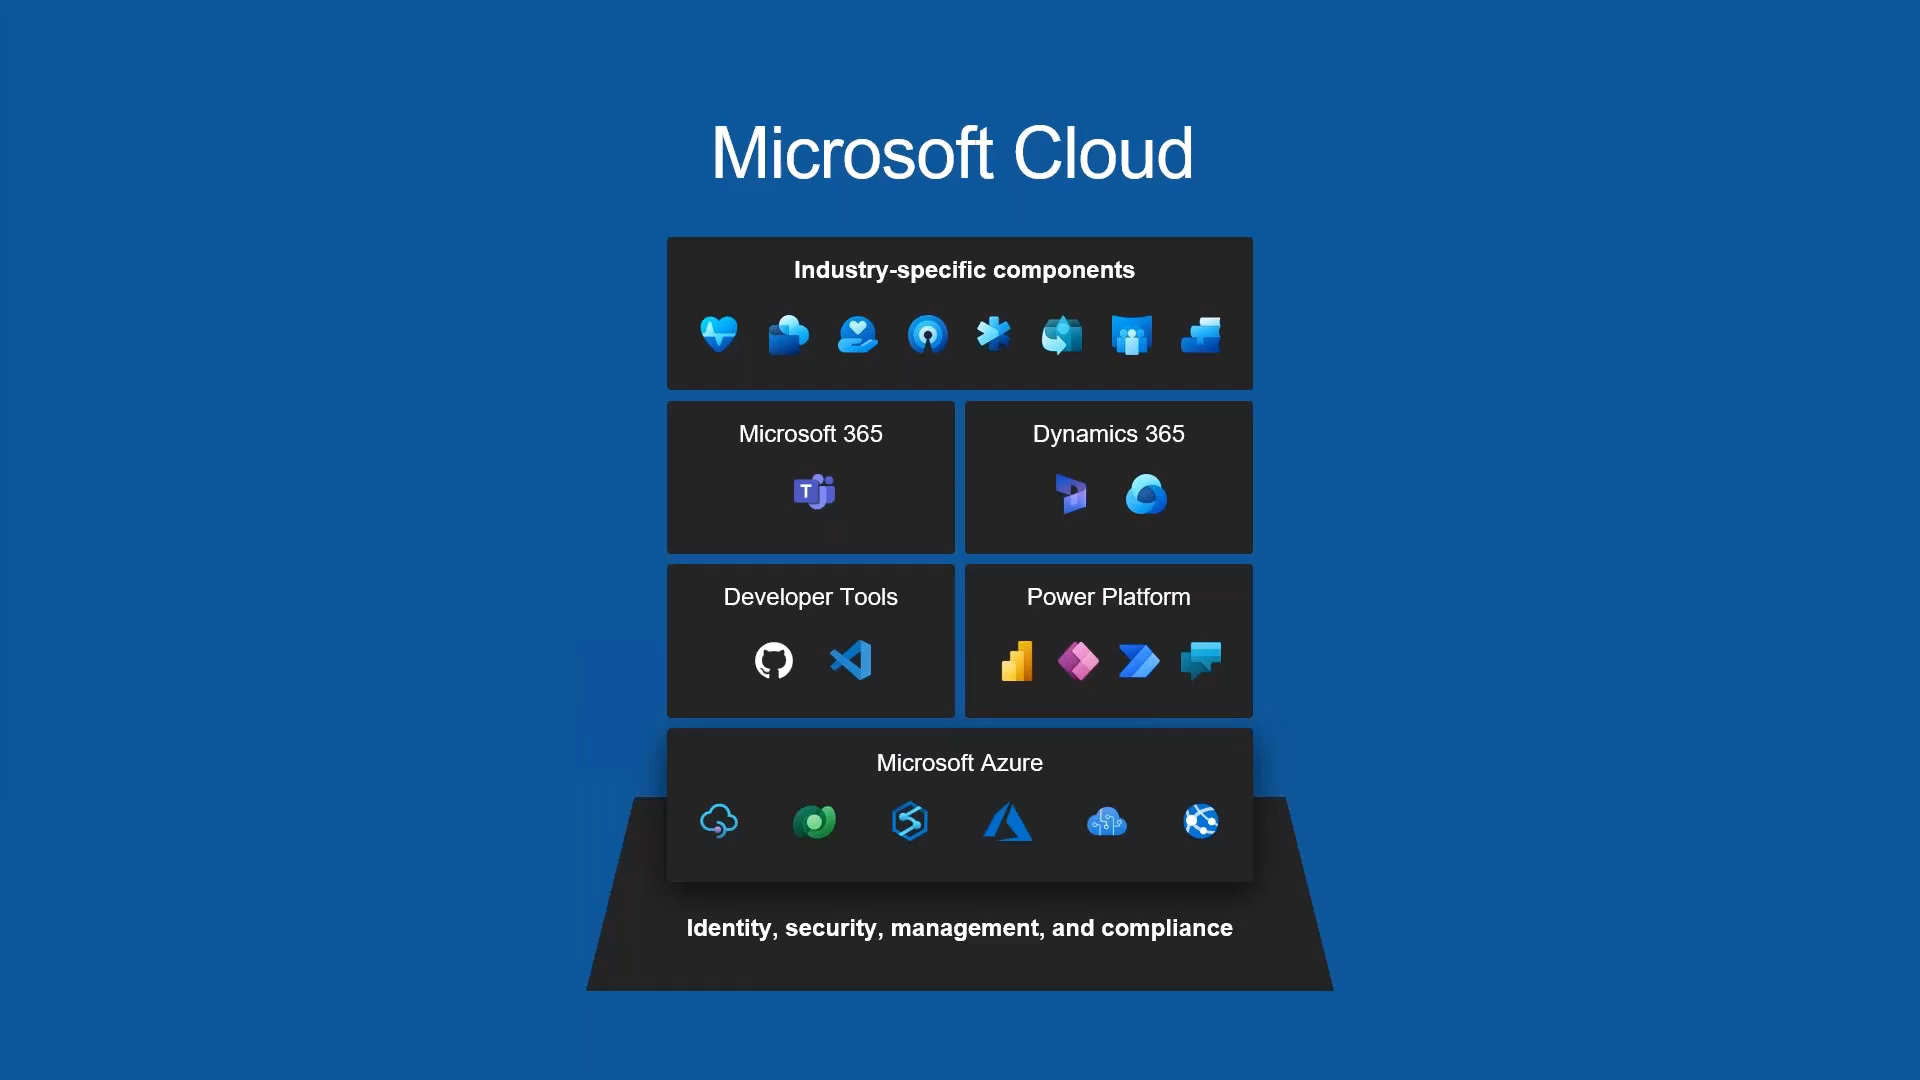 Microsoft Cloud
Industry-specific components
Microsoft 365
Dynamics 365
T
Developer Tools
Power Platform
Microsoft Azure
Identity, security, management, and compliance